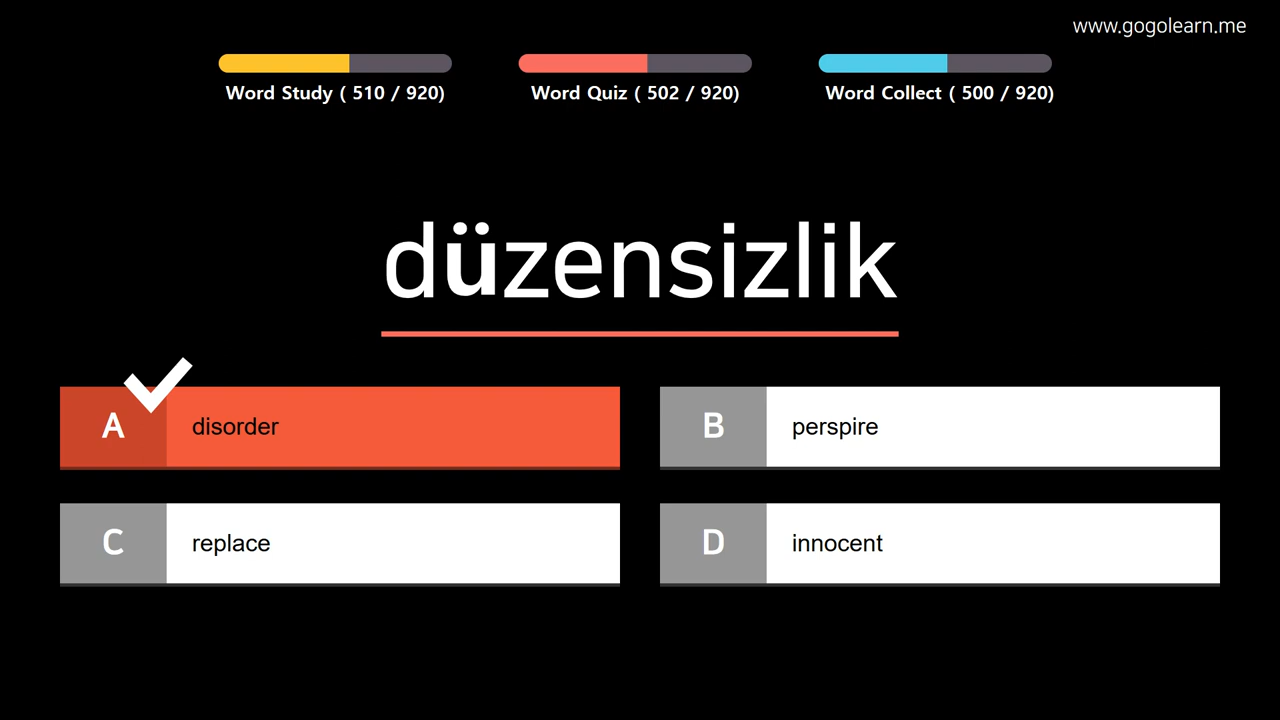 www.gogolearn.me
Word Study ( 510 / 920)
Word Quiz ( 502 / 920)
Word Collect ( 500 / 920)
düzensizlik
A disorder
B perspire
C replace
D innocent